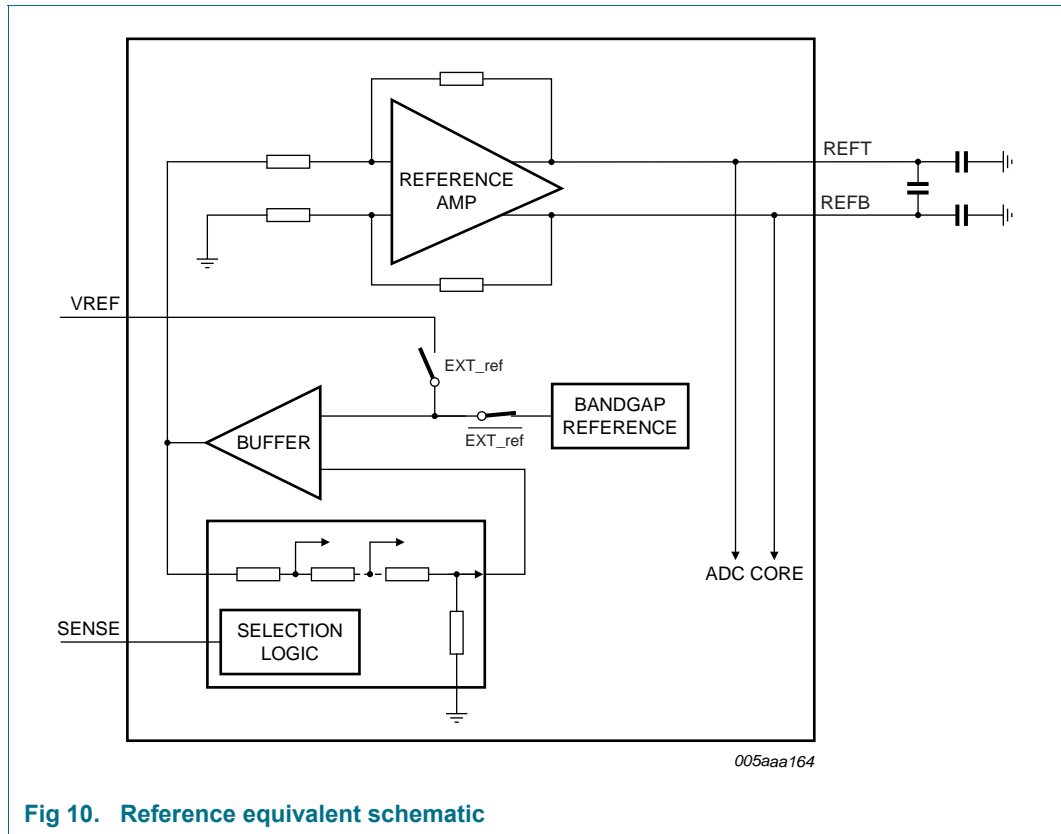 REFERENCE
AMP
REFT
REFB
VREF
EXT_ref
BANDGAP
REFERENCE
EXT_ref
BUFFER
ADC CORE
SENSE
SELECTION
LOGIC
005aaa164
Fig 10. Reference equivalent schematic